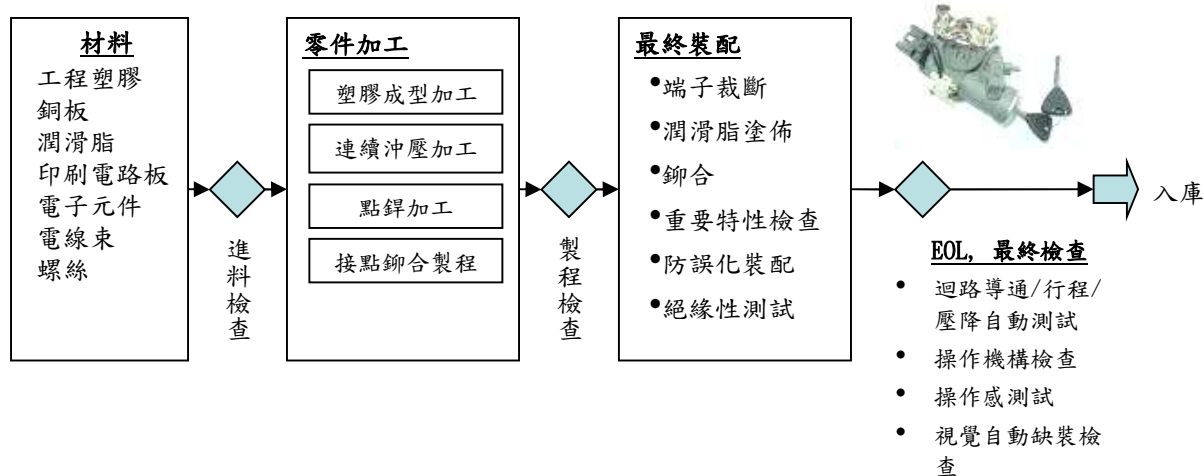 材料
工程塑膠
銅板
潤滑脂
印刷電路板
電子元件
電線束
螺絲
進料檢查
零件加工
塑膠成型加工
連續沖壓加工
點銲加工
接點鉚合製程
製程檢查
最終裝配
•端子裁斷
•潤滑脂塗佈
•鉚合
•重要特性檢查
•防誤化裝配
•絕緣性測試
入庫
EOL, 最終檢查
• 迴路導通/行程/
壓降自動測試
• 操作機構檢查
• 操作感測試
• 視覺自動缺裝檢
查